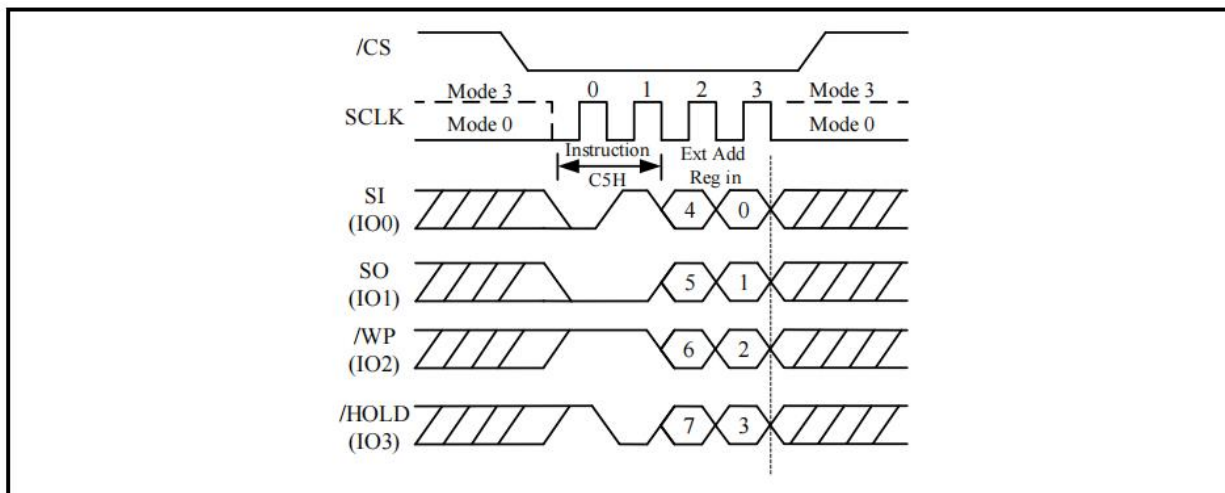 /CS
Mode 3 0 1 2 3 Mode 3
SCLK
Mode 0 Mode 0
Instruction Ext Add
C5H Reg in
SI
(IO0) 4 0
SO
(IO1) 5 1
/WP
(IO2) 6 2
/HOLD
(IO3) 7 3